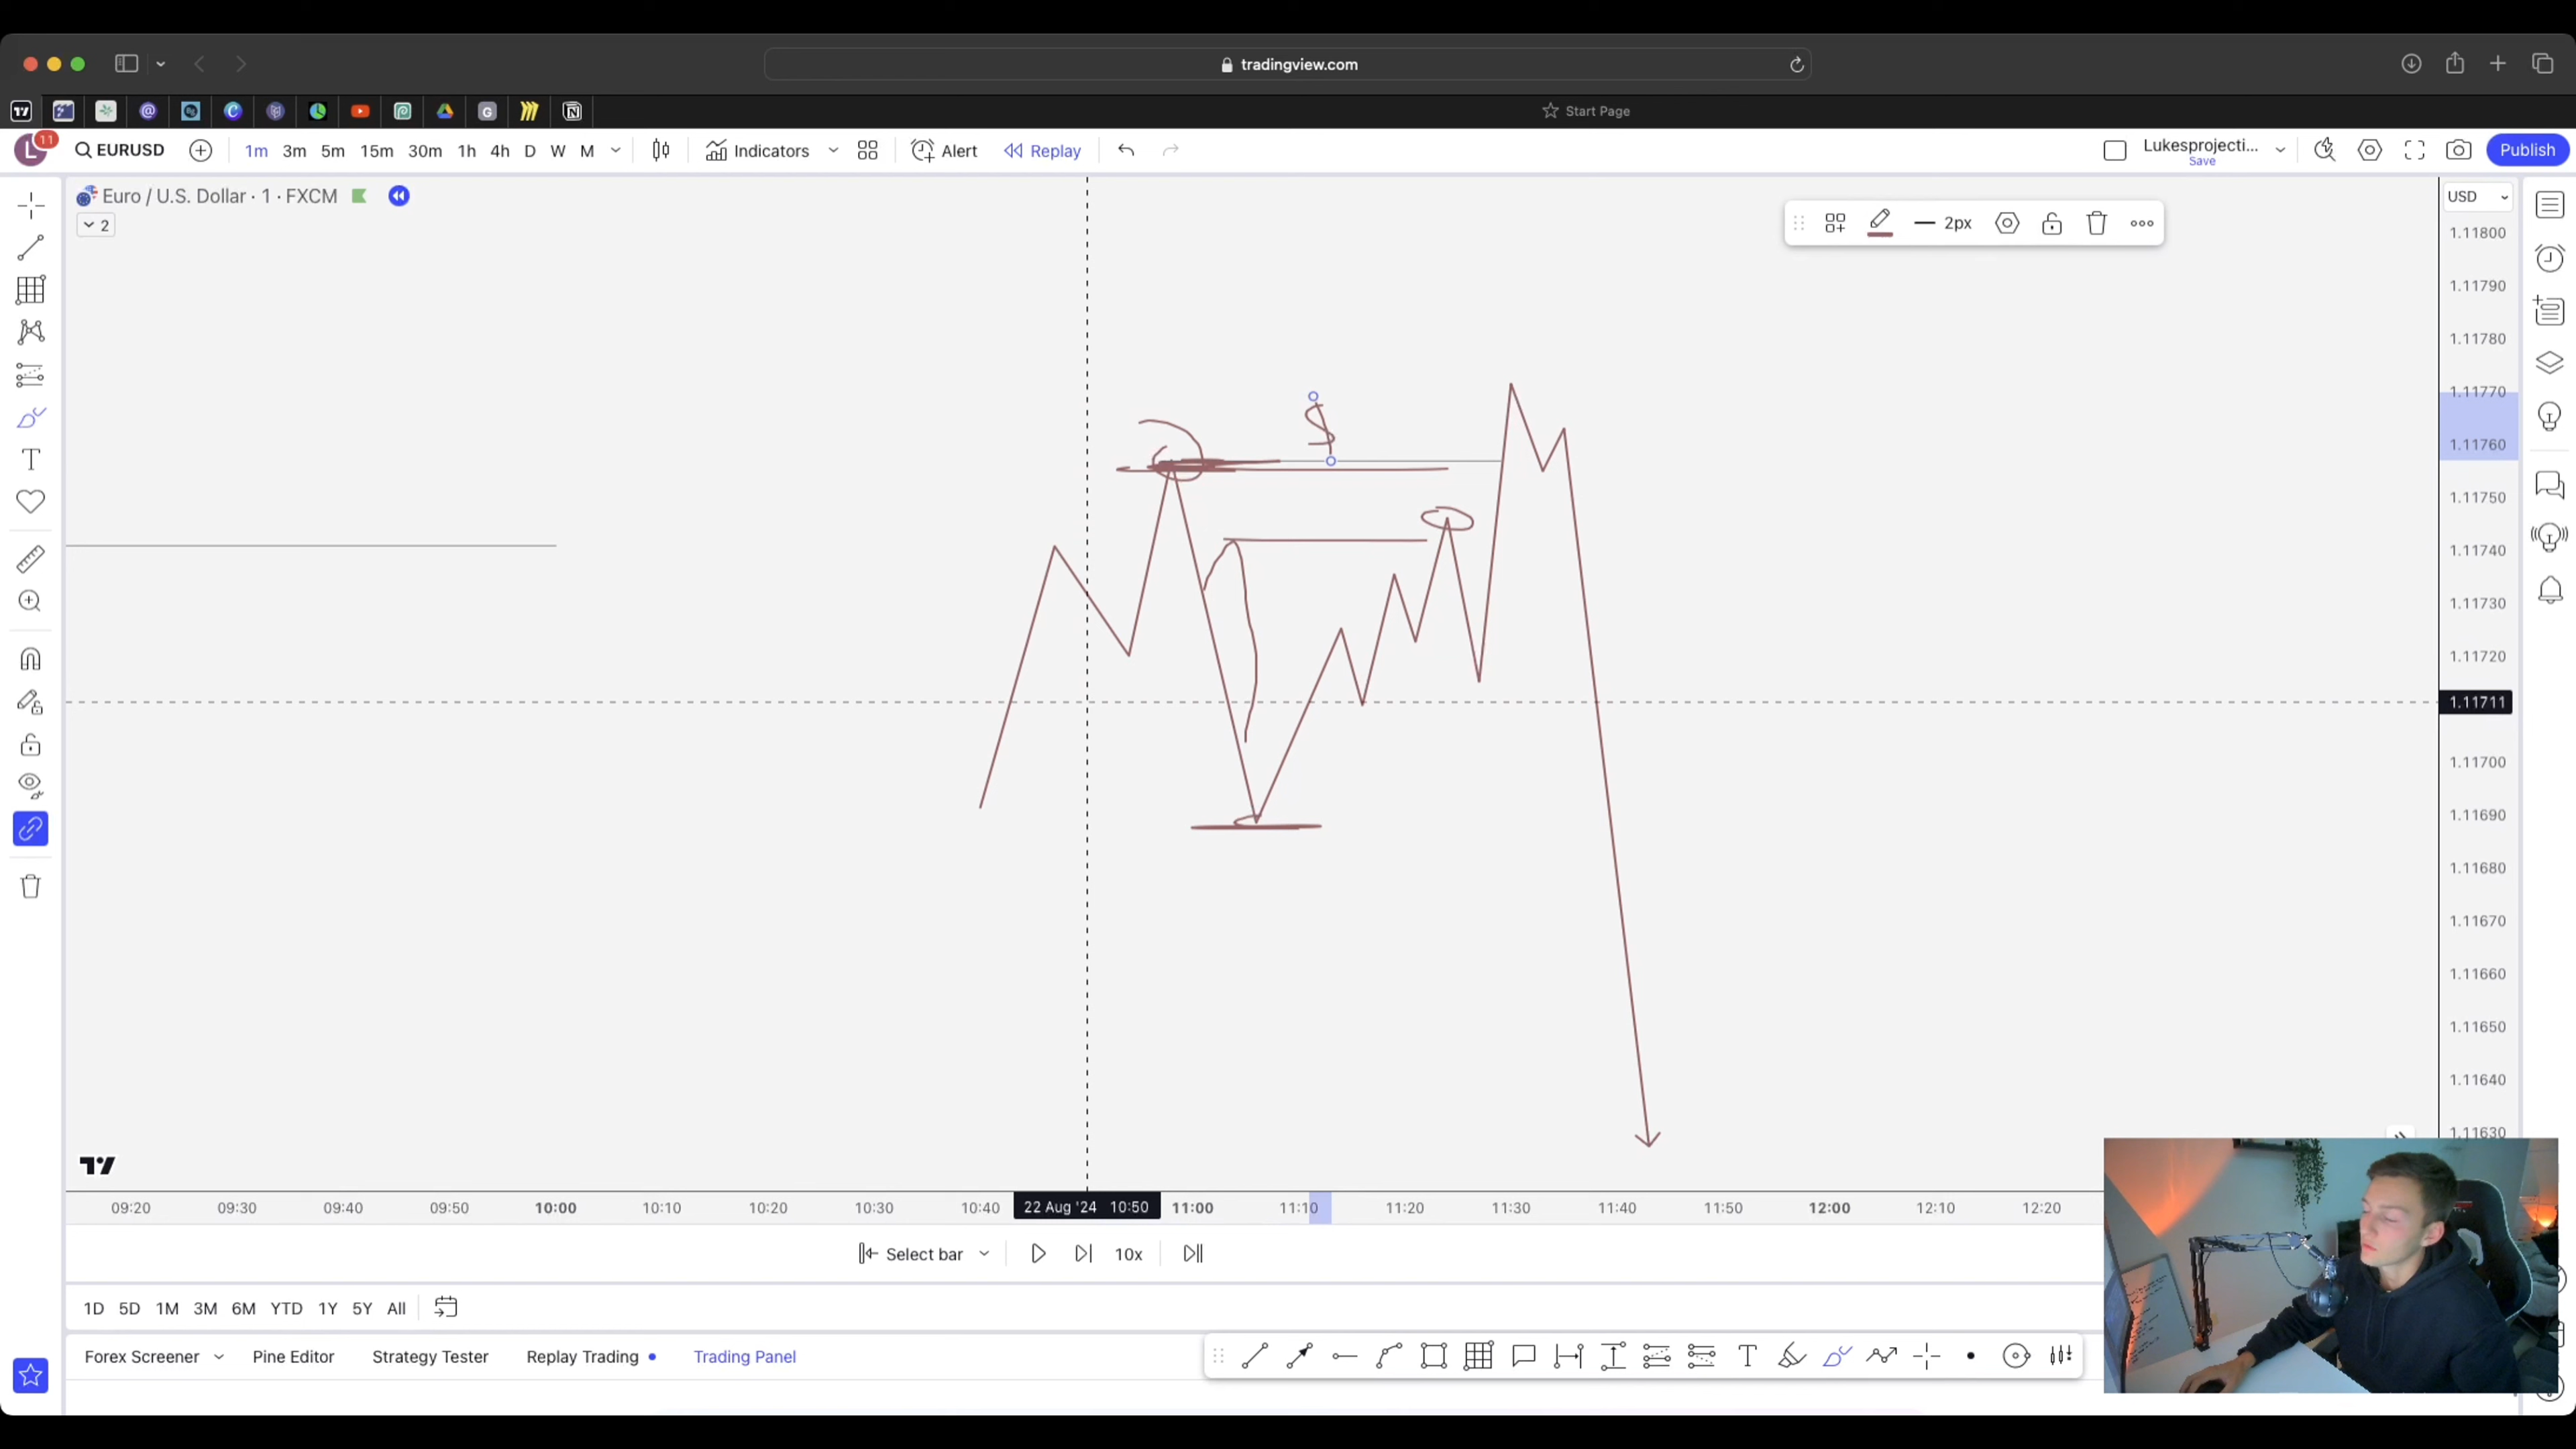 tradingview.com
Start Page
L 11 EURUSD 1m 3m 5m 15m 30m 1h 4h D W M Indicators Alert Replay Lukesprojecti... Save Publish
Euro / U.S. Dollar · 1 · FXCM
2
2px
USD
1.11800
1.11790
1.11780
1.11770
1.11760
1.11750
1.11740
1.11730
1.11720
1.11711
1.11700
1.11690
1.11680
1.11670
1.11660
1.11650
1.11640
1.11630
$
09:20 09:30 09:40 09:50 10:00 10:10 10:20 10:30 10:40 22 Aug '24 10:50 11:00 11:10 11:20 11:30 11:40 11:50 12:00 12:10 12:20
Select bar 10x
1D 5D 1M 3M 6M YTD 1Y 5Y All
Forex Screener Pine Editor Strategy Tester Replay Trading Trading Panel